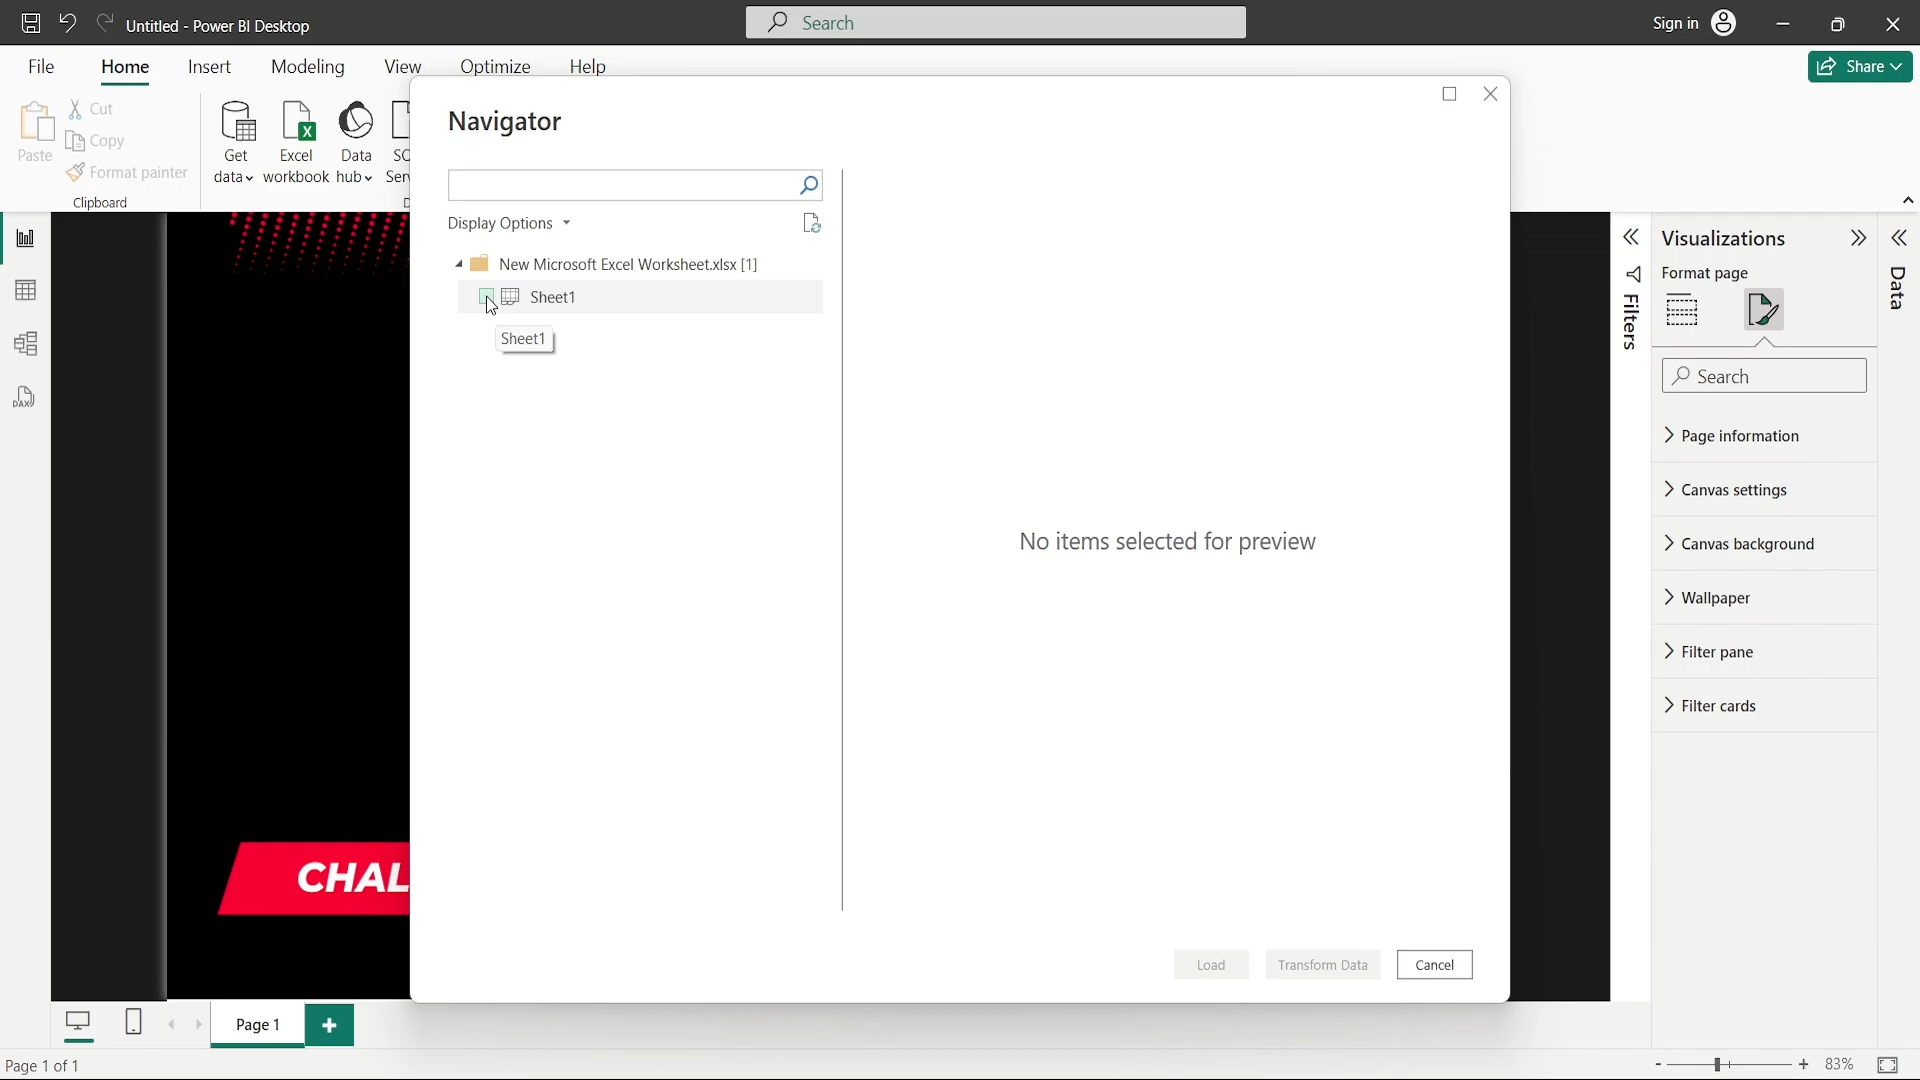 Untitled - Power BI Desktop
Search
Sign in
File
Home
Insert
Modeling
View
Optimize
Help
Share
Paste
Cut
Copy
Format painter
Clipboard
Get data
Excel workbook
Data hub
Navigator
Display Options
New Microsoft Excel Worksheet.xlsx [1]
Sheet1
Sheet1
No items selected for preview
Load
Transform Data
Cancel
CHAL
DAX
Filters
Visualizations
Format page
Search
Page information
Canvas settings
Canvas background
Wallpaper
Filter pane
Filter cards
Data
Page 1
Page 1 of 1
83%